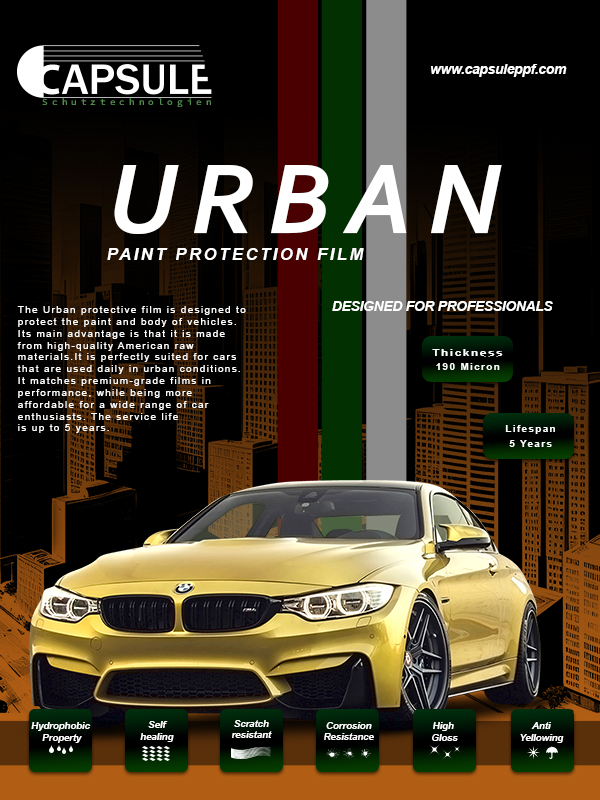 CAPSULE
Schutztechnologien
www.capsuleppf.com
URBAN
PAINT PROTECTION FILM
DESIGNED FOR PROFESSIONALS
The Urban protective film is designed to
protect the paint and body of vehicles.
Its main advantage is that it is made
from high-quality American raw
materials.It is perfectly suited for cars
that are used daily in urban conditions.
It matches premium-grade films in
performance, while being more
affordable for a wide range of car
enthusiasts. The service life
is up to 5 years.
Thickness
190 Micron
Lifespan
5 Years
Hydrophobic
Property
Self
healing
Scratch
resistant
Corrosion
Resistance
High
Gloss
Anti
Yellowing